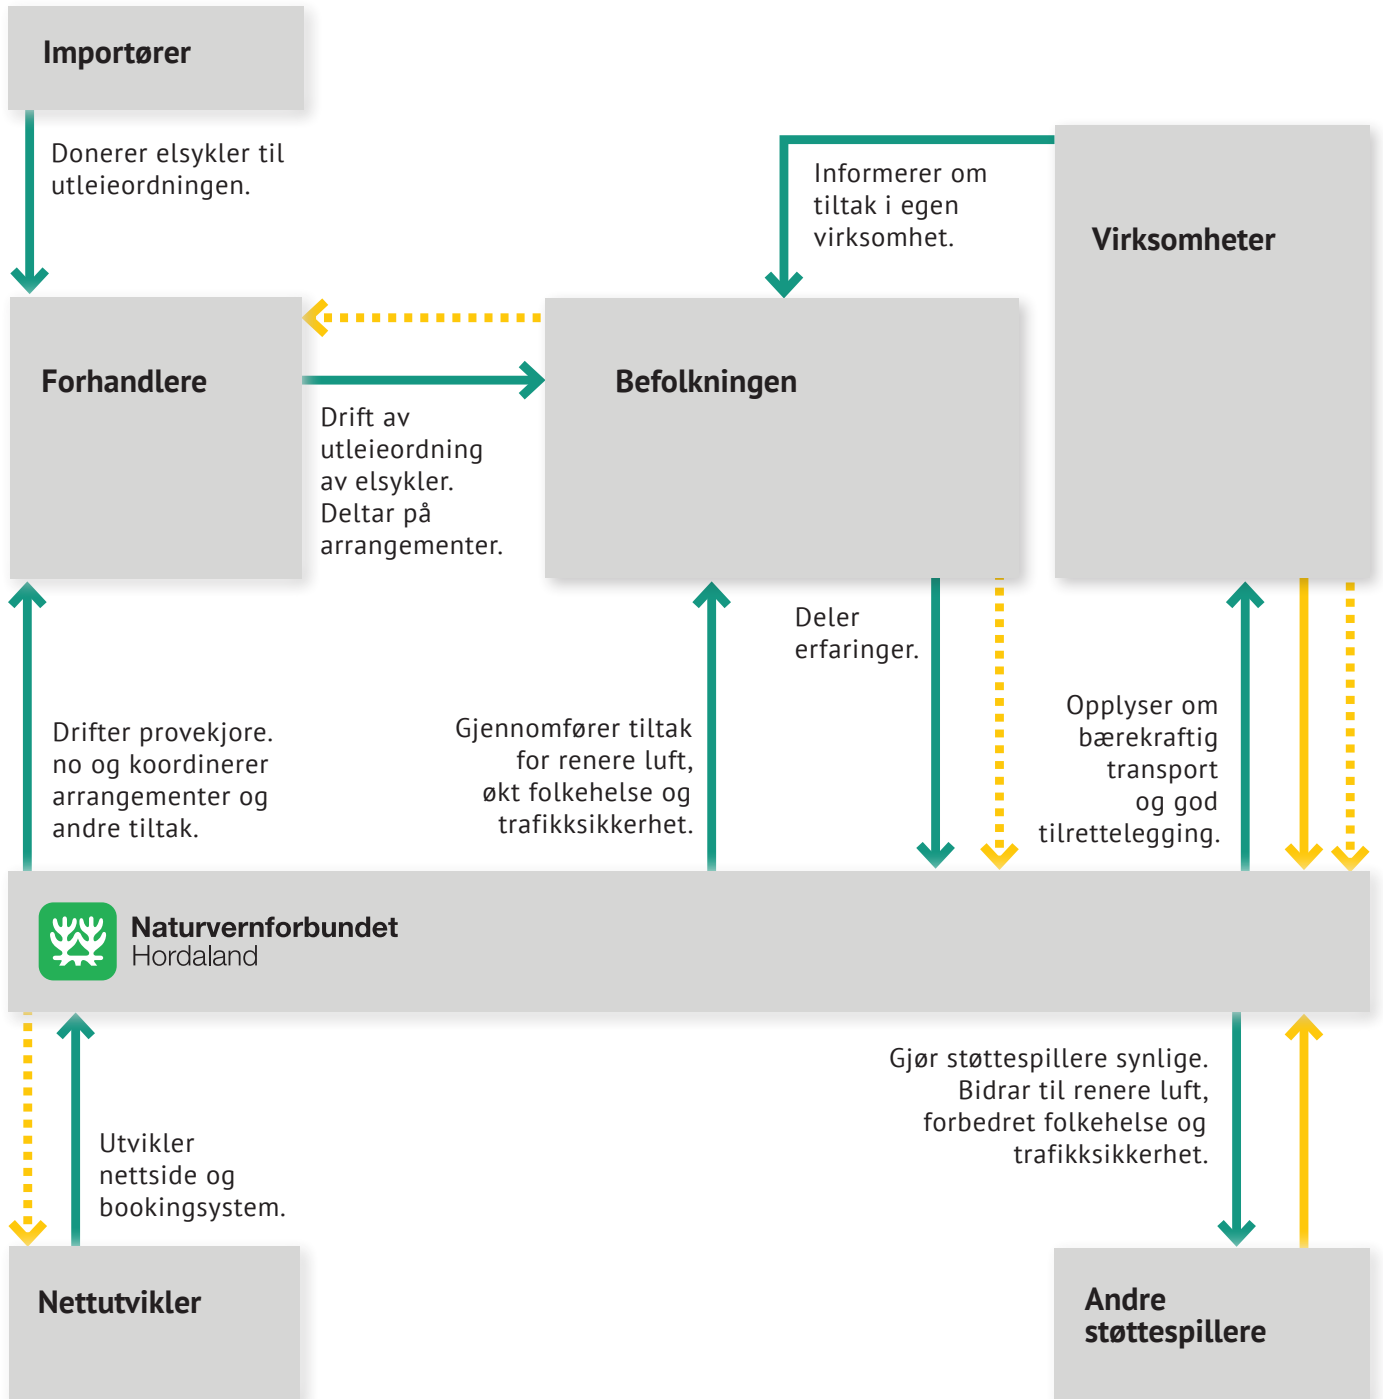 Importører
Donerer elsykler til
utleieordningen.
Informerer om
tiltak i egen
virksomhet.
Virksomheter
Forhandlere
Befolkningen
Drift av
utleieordning
av elsykler.
Deltar på
arrangementer.
Deler
erfaringer.
Drifter provekjore.
no og koordinerer
arrangementer og
andre tiltak.
Gjennomfører tiltak
for renere luft,
økt folkehelse og
trafikksikkerhet.
Opplyser om
bærekraftig
transport
og god
tilrettelegging.
Naturvernforbundet
Hordaland
Utvikler
nettside og
bookingsystem.
Gjør støttespillere synlige.
Bidrar til renere luft,
forbedret folkehelse og
trafikksikkerhet.
Nettutvikler
Andre
støttespillere